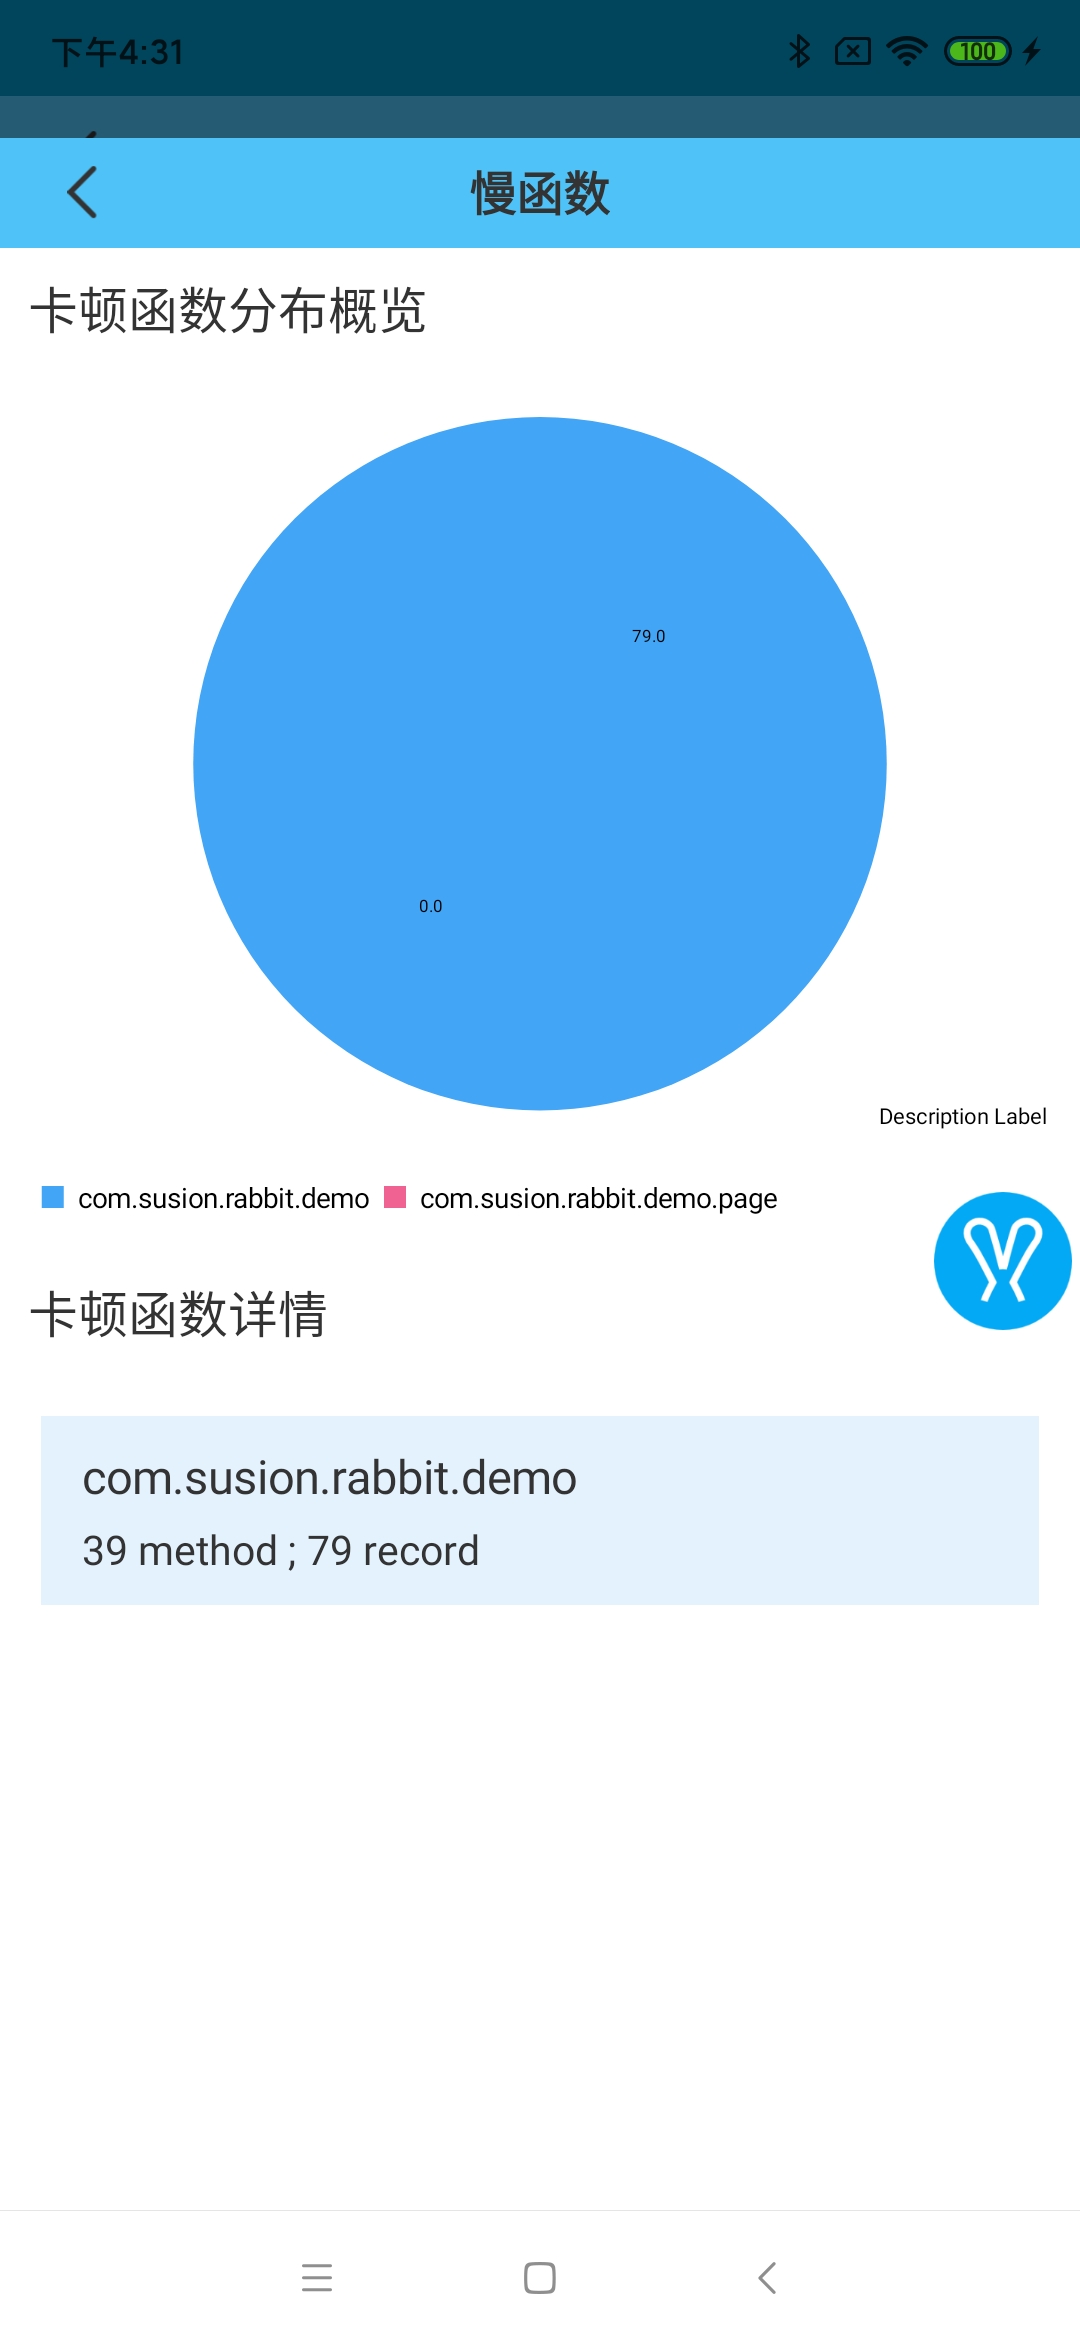 下午4:31
100
慢函数
卡顿函数分布概览
79.0
0.0
Description Label
com.susion.rabbit.demo com.susion.rabbit.demo.page
卡顿函数详情
com.susion.rabbit.demo
39 method ; 79 record